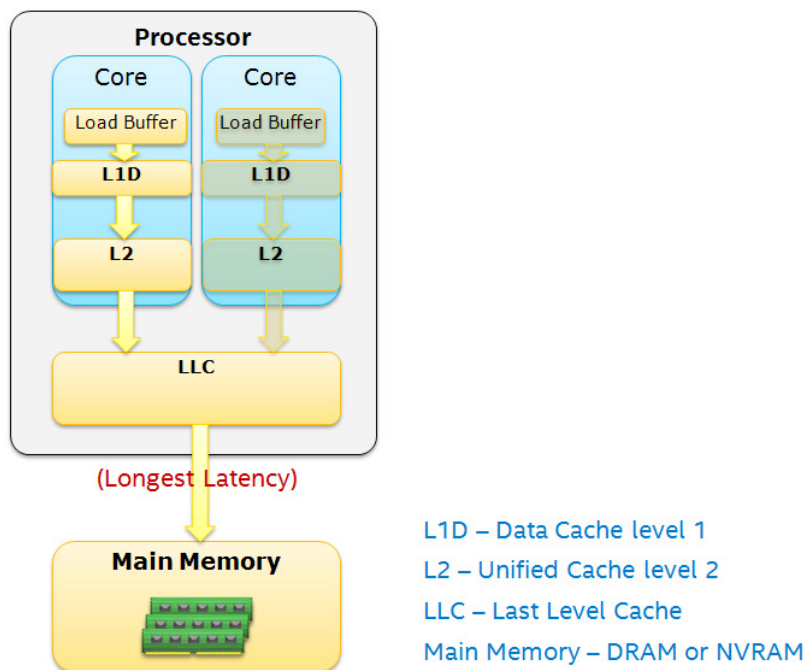 Processor
Core
Core
Load Buffer
Load Buffer
L1D
L1D
L2
L2
LLC
(Longest Latency)
Main Memory
L1D – Data Cache level 1
L2 – Unified Cache level 2
LLC – Last Level Cache
Main Memory – DRAM or NVRAM